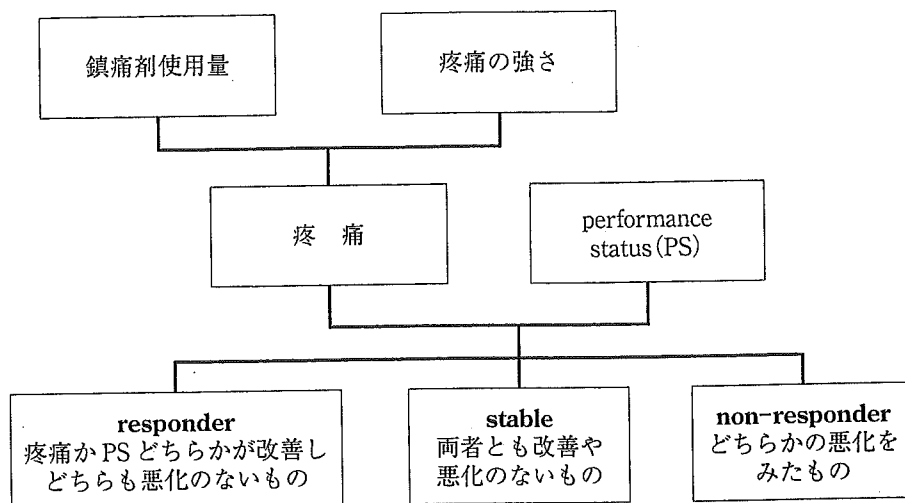 鎮痛剤使用量
疼痛の強さ
疼　痛
performance
status(PS)
responder
疼痛かPSどちらかが改善し
どちらも悪化のないもの
stable
両者とも改善や
悪化のないもの
non-responder
どちらかの悪化を
みたもの